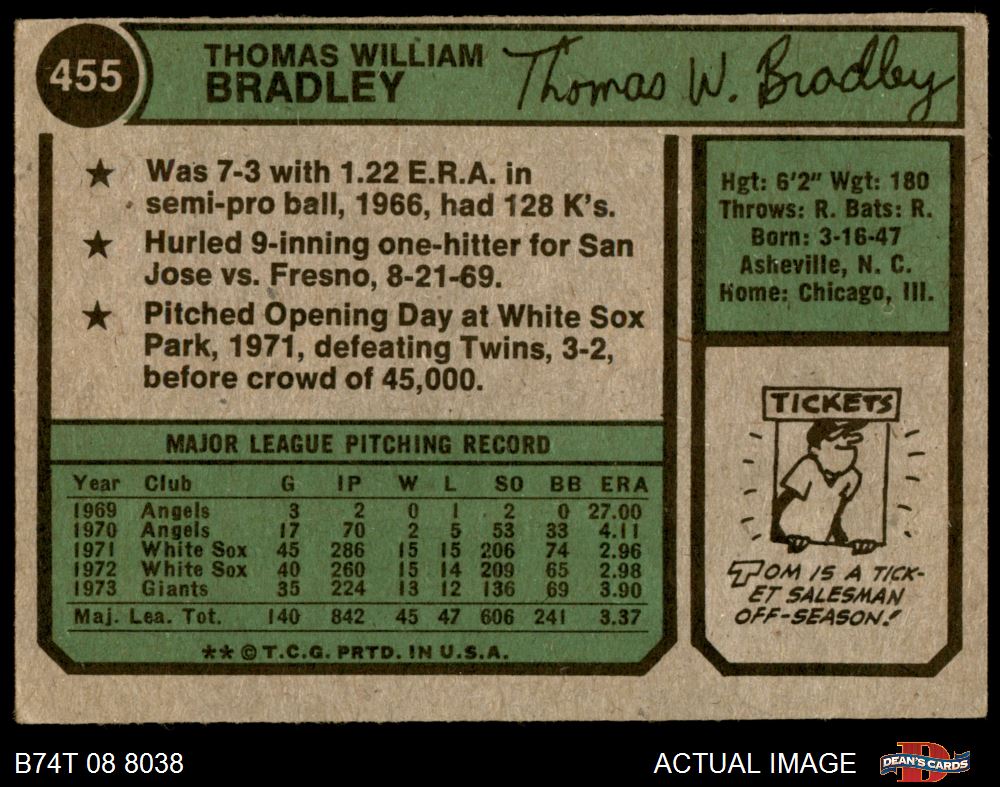 455
THOMAS WILLIAM
BRADLEY
Thomas W. Bradley
★ Was 7-3 with 1.22 E.R.A. in
semi-pro ball, 1966, had 128 K's.
★ Hurled 9-inning one-hitter for San
Jose vs. Fresno, 8-21-69.
★ Pitched Opening Day at White Sox
Park, 1971, defeating Twins, 3-2,
before crowd of 45,000.
MAJOR LEAGUE PITCHING RECORD
Year Club G IP W L SO BB ERA
1969 Angels 3 2 0 1 2 0 27.00
1970 Angels 17 70 2 5 53 33 4.11
1971 White Sox 45 286 15 15 206 74 2.96
1972 White Sox 40 260 15 14 209 65 2.98
1973 Giants 35 224 13 12 136 69 3.90
Maj. Lea. Tot. 140 842 45 47 606 241 3.37
** © T.C.G. PRTD. IN U.S.A.
Hgt: 6'2" Wgt: 180
Throws: R. Bats: R.
Born: 3-16-47
Asheville, N. C.
Home: Chicago, Ill.
TICKETS
TOM IS A TICK-
ET SALESMAN
OFF-SEASON!
B74T 08 8038
ACTUAL IMAGE
D
DEAN'S CARDS